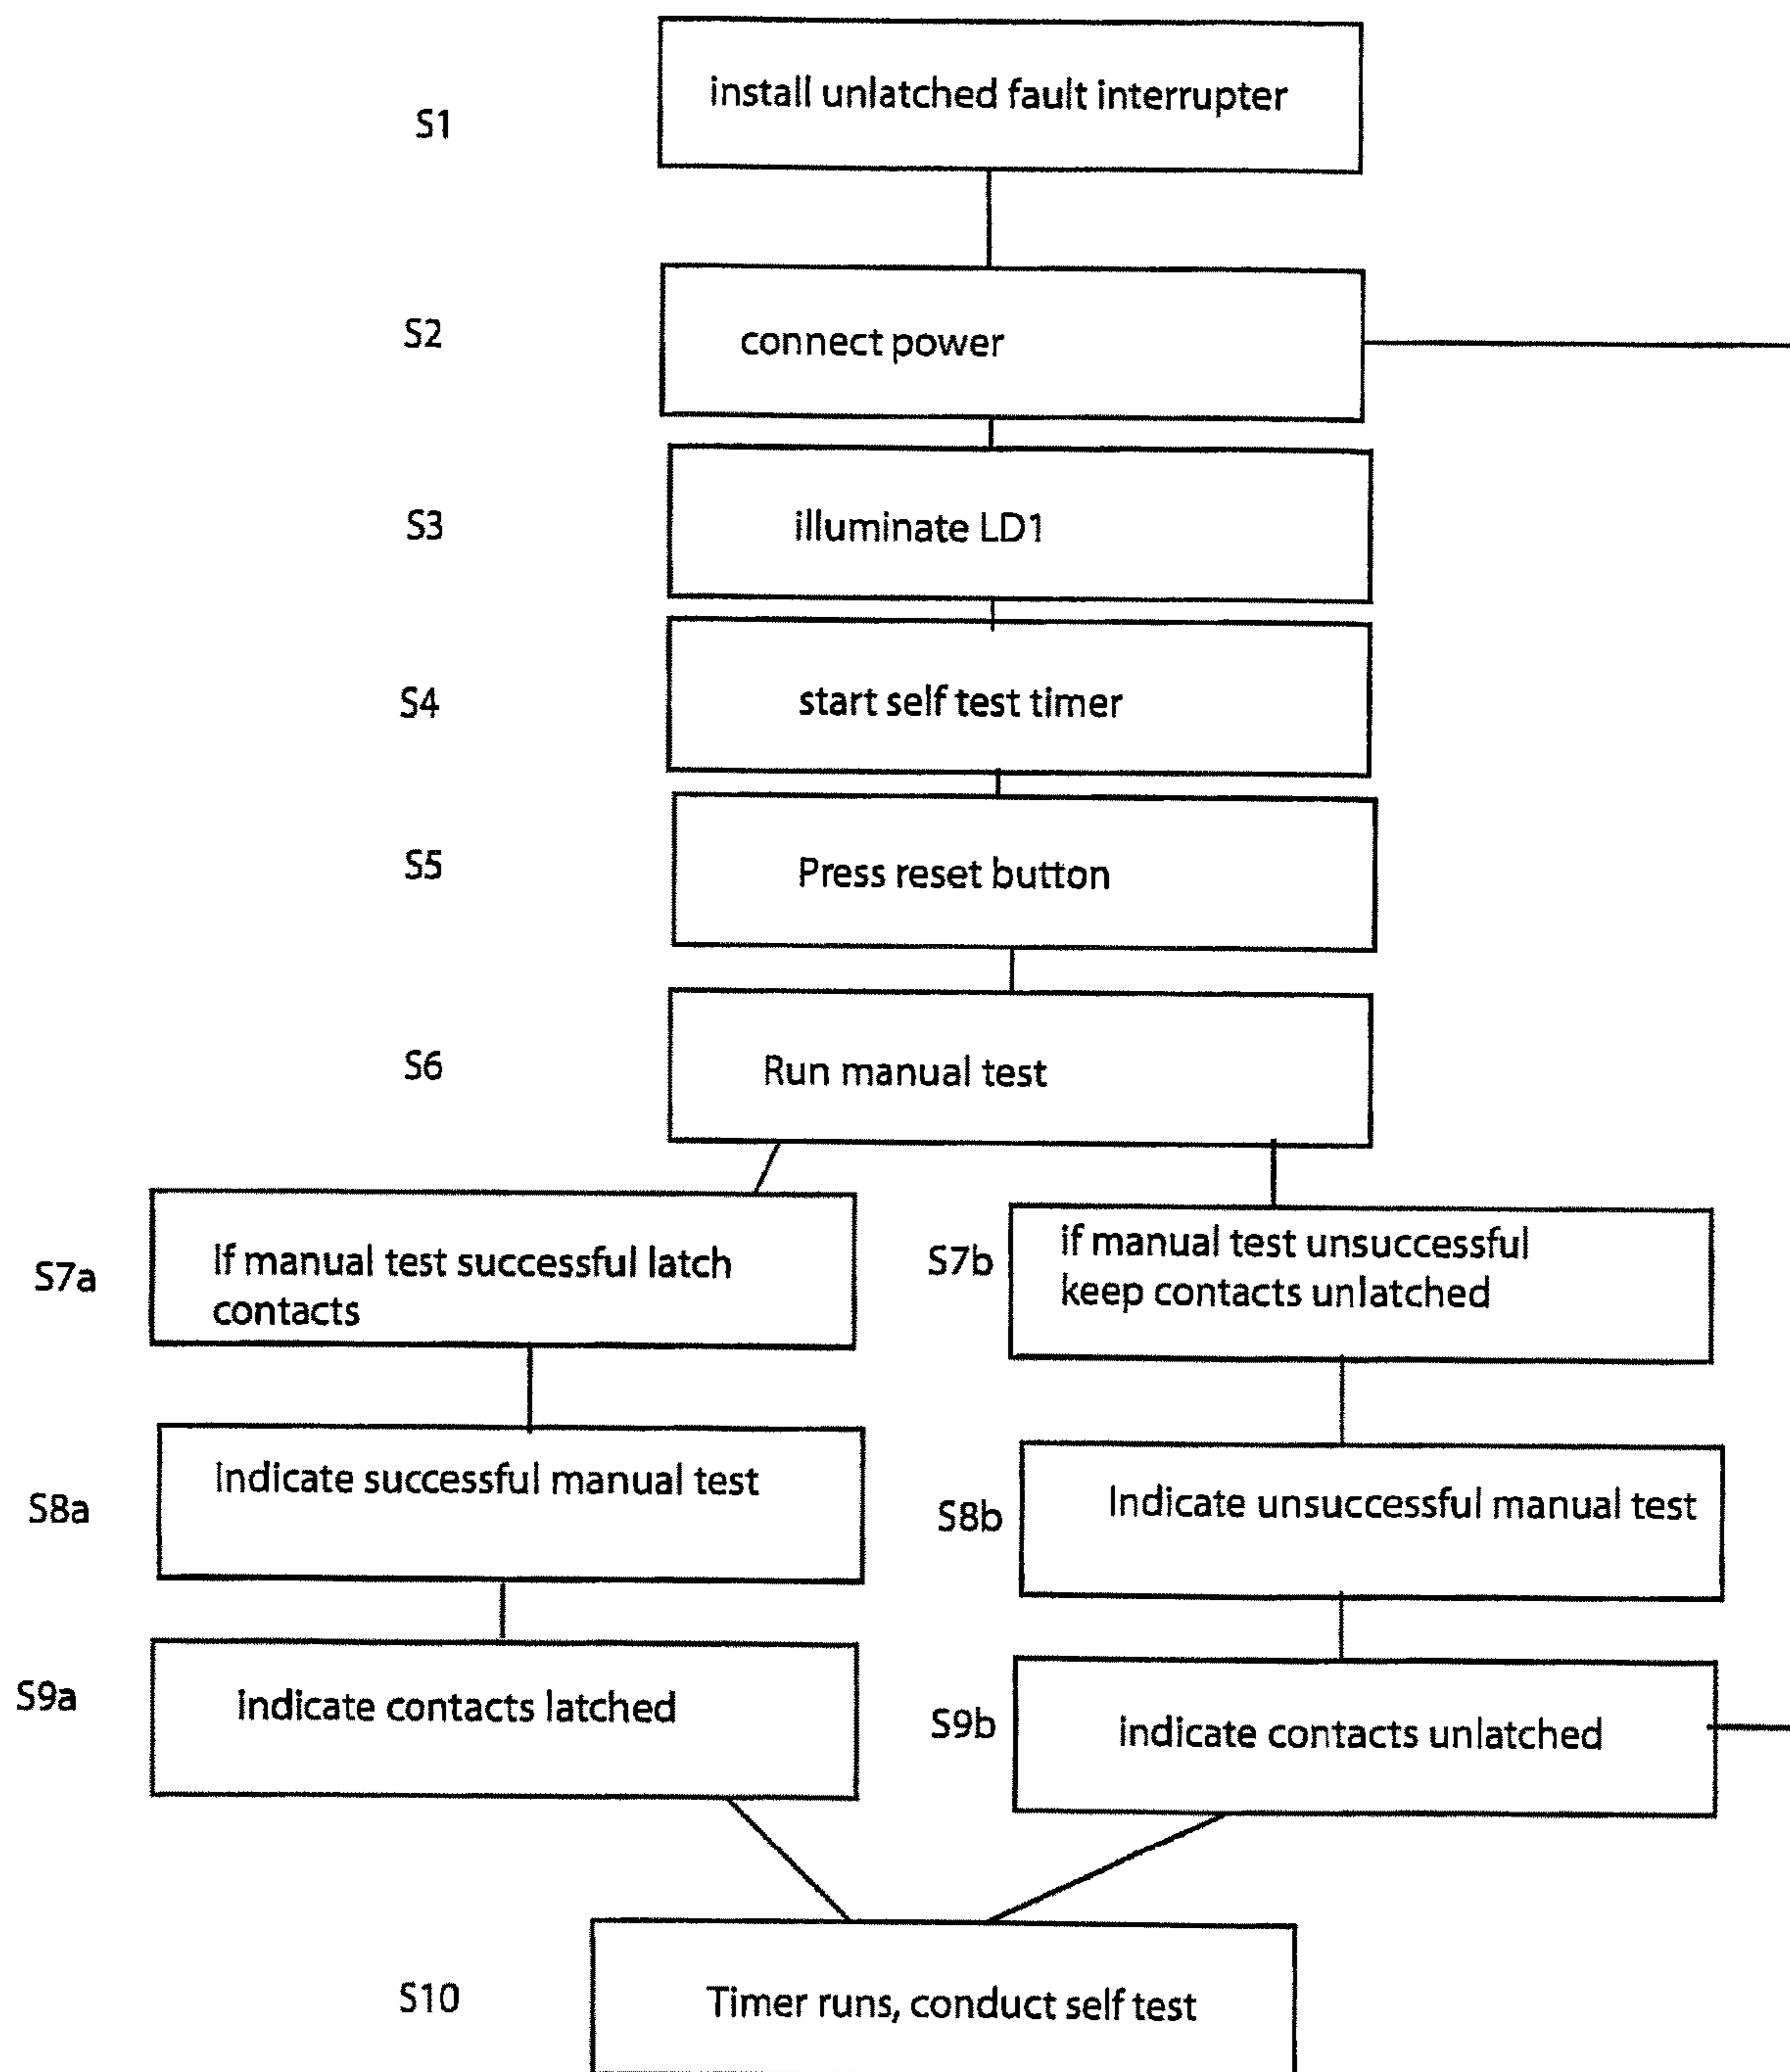 S1
install unlatched fault interrupter
S2
connect power
S3
illuminate LD1
S4
start self test timer
S5
Press reset button
S6
Run manual test
S7a
If manual test successful latch
contacts
S7b
if manual test unsuccessful
keep contacts unlatched
S8a
Indicate successful manual test
S8b
Indicate unsuccessful manual test
S9a
indicate contacts latched
S9b
indicate contacts unlatched
S10
Timer runs, conduct self test